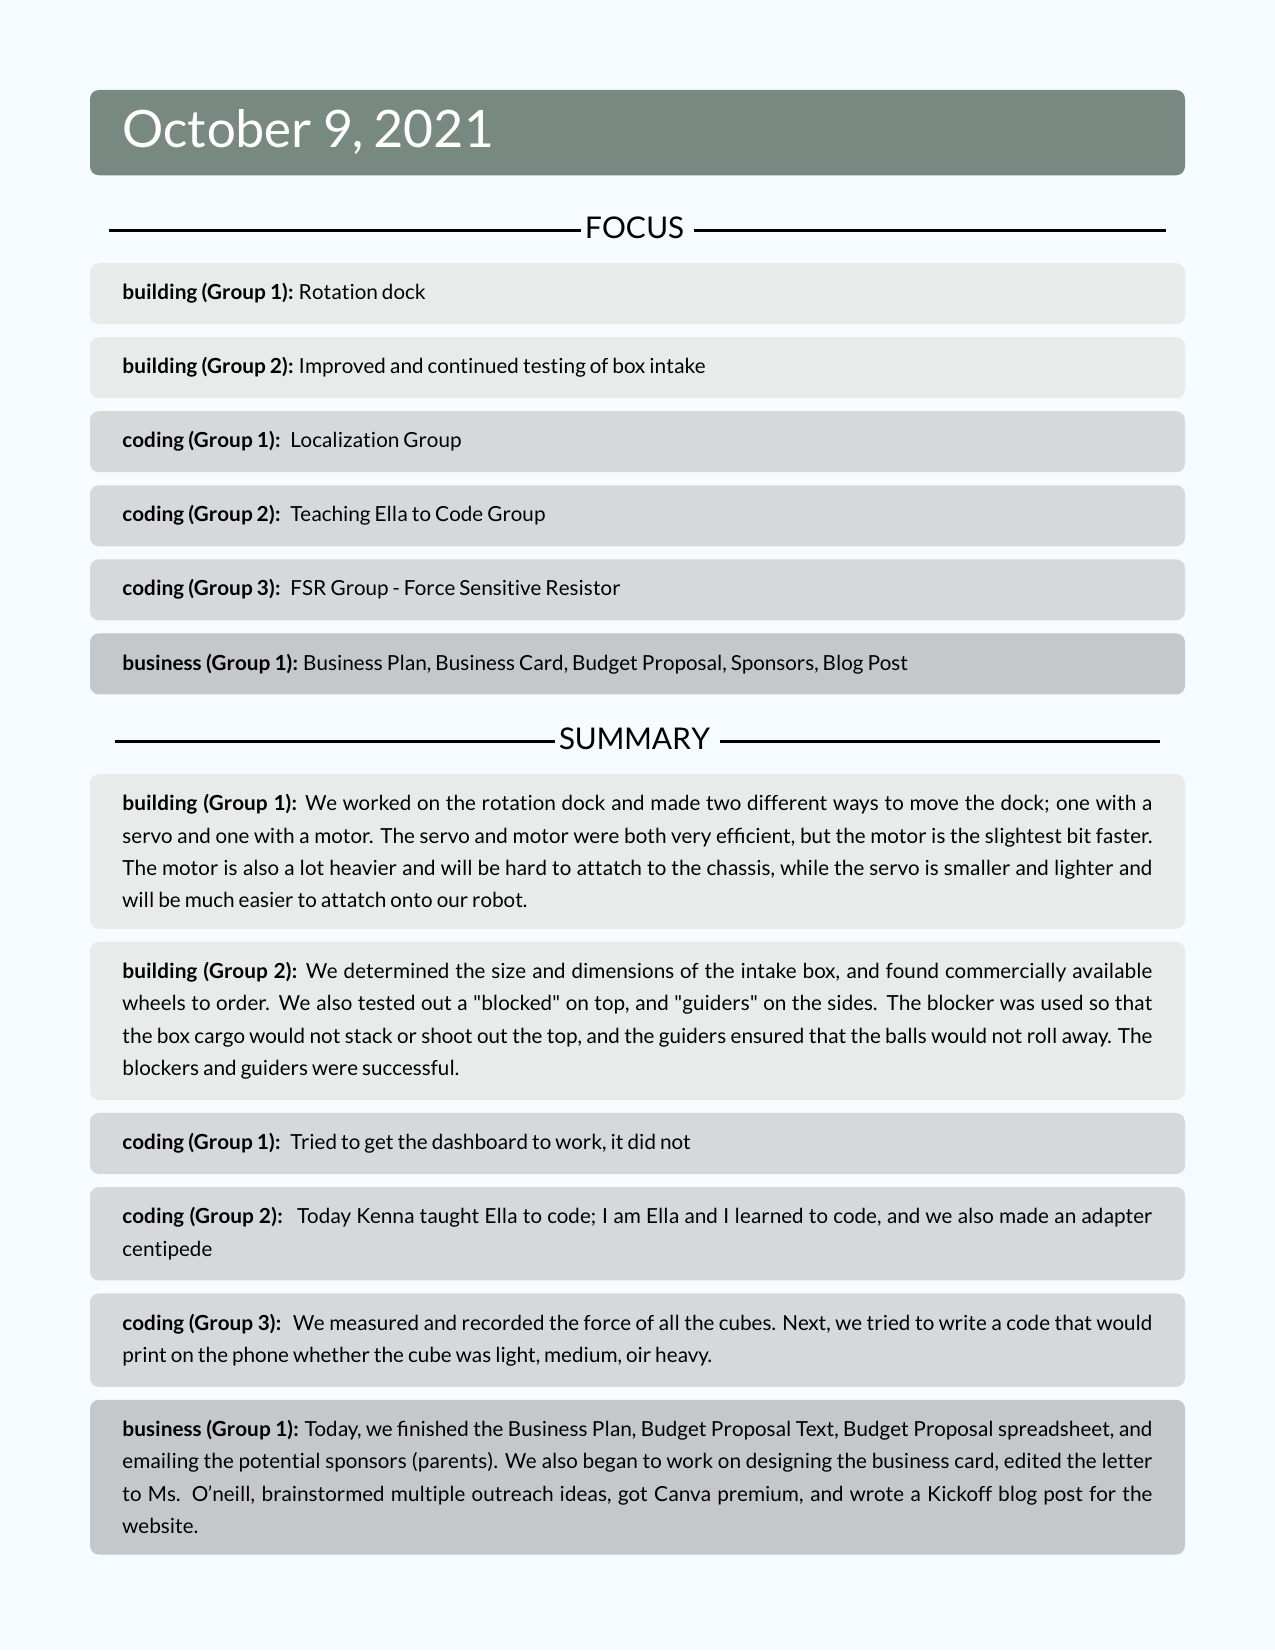 October 9, 2021
FOCUS
building (Group 1): Rotation dock
building (Group 2): Improved and continued testing of box intake
coding (Group 1): Localization Group
coding (Group 2): Teaching Ella to Code Group
coding (Group 3): FSR Group - Force Sensitive Resistor
business (Group 1): Business Plan, Business Card, Budget Proposal, Sponsors, Blog Post
SUMMARY
building (Group 1): We worked on the rotation dock and made two different ways to move the dock; one with a
servo and one with a motor. The servo and motor were both very efficient, but the motor is the slightest bit faster.
The motor is also a lot heavier and will be hard to attatch to the chassis, while the servo is smaller and lighter and
will be much easier to attatch onto our robot.
building (Group 2): We determined the size and dimensions of the intake box, and found commercially available
wheels to order. We also tested out a "blocked" on top, and "guiders" on the sides. The blocker was used so that
the box cargo would not stack or shoot out the top, and the guiders ensured that the balls would not roll away. The
blockers and guiders were successful.
coding (Group 1): Tried to get the dashboard to work, it did not
coding (Group 2): Today Kenna taught Ella to code; I am Ella and I learned to code, and we also made an adapter
centipede
coding (Group 3): We measured and recorded the force of all the cubes. Next, we tried to write a code that would
print on the phone whether the cube was light, medium, oir heavy.
business (Group 1): Today, we finished the Business Plan, Budget Proposal Text, Budget Proposal spreadsheet, and
emailing the potential sponsors (parents). We also began to work on designing the business card, edited the letter
to Ms. O’neill, brainstormed multiple outreach ideas, got Canva premium, and wrote a Kickoff blog post for the
website.